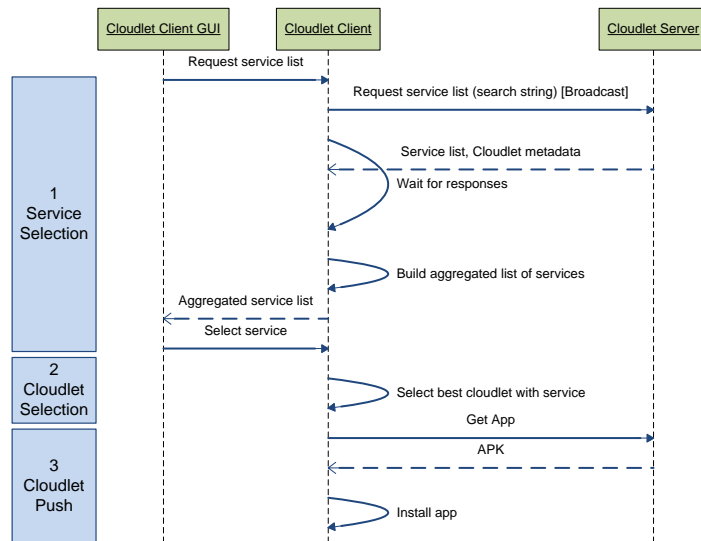 Cloudlet Client GUI
Cloudlet Client
Cloudlet Server
Request service list
Request service list (search string) [Broadcast]
Service list, Cloudlet metadata
Wait for responses
1
Service
Selection
Build aggregated list of services
Aggregated service list
Select service
2
Cloudlet
Selection
Select best cloudlet with service
Get App
APK
3
Cloudlet
Push
Install app